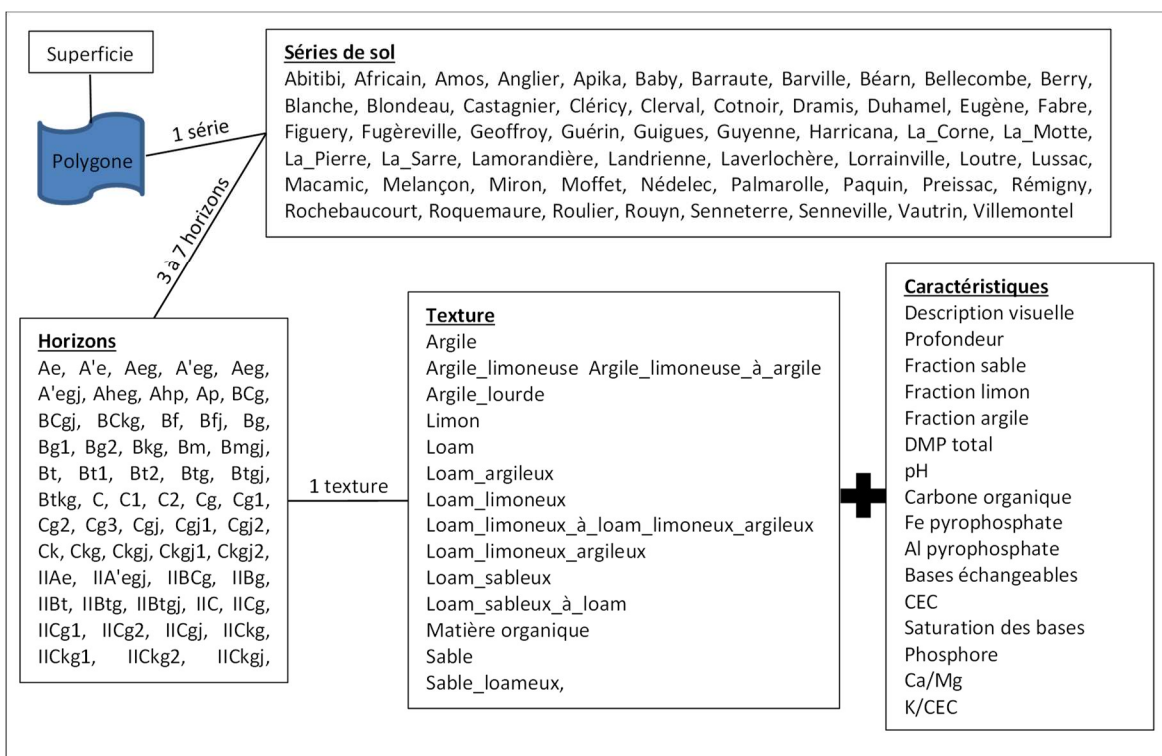 Superficie
Polygone
1 série
3 à 7 horizons
Séries de sol
Abitibi, Africain, Amos, Anglier, Apika, Baby, Barraute, Barville, Béarn, Bellecombe, Berry,
Blanche, Blondeau, Castagnier, Cléricy, Clerval, Cotnoir, Dramis, Duhamel, Eugène, Fabre,
Figuery, Fugèreville, Geoffroy, Guérin, Guigues, Guyenne, Harricana, La_Corne, La_Motte,
La_Pierre, La_Sarre, Lamorandière, Landrienne, Laverlochère, Lorrainville, Loutre, Lussac,
Macamic, Melançon, Miron, Moffet, Nédelec, Palmarolle, Paquin, Preissac, Rémigny,
Rochebaucourt, Roquemaure, Roulier, Rouyn, Senneterre, Senneville, Vautrin, Villemontel
Horizons
Ae, A'e, Aeg, A'eg, Aeg,
A'egj, Aheg, Ahp, Ap, BCg,
BCgj, BCkg, Bf, Bfj, Bg,
Bg1, Bg2, Bkg, Bm, Bmgj,
Bt, Bt1, Bt2, Btg, Btgj,
Btkg, C, C1, C2, Cg, Cg1,
Cg2, Cg3, Cgj, Cgj1, Cgj2,
Ck, Ckg, Ckgj, Ckgj1, Ckgj2,
IIAe, IIA'egj, IIBCg, IIBg,
IIBt, IIBtg, IIBtgj, IIC, IICg,
IICg1, IICg2, IICgj, IICkg,
IICkg1, IICkg2, IICkgj,
1 texture
Texture
Argile
Argile_limoneuse Argile_limoneuse_à_argile
Argile_lourde
Limon
Loam
Loam_argileux
Loam_limoneux
Loam_limoneux_à_loam_limoneux_argileux
Loam_limoneux_argileux
Loam_sableux
Loam_sableux_à_loam
Matière organique
Sable
Sable_loameux,
Caractéristiques
Description visuelle
Profondeur
Fraction sable
Fraction limon
Fraction argile
DMP total
pH
Carbone organique
Fe pyrophosphate
Al pyrophosphate
Bases échangeables
CEC
Saturation des bases
Phosphore
Ca/Mg
K/CEC